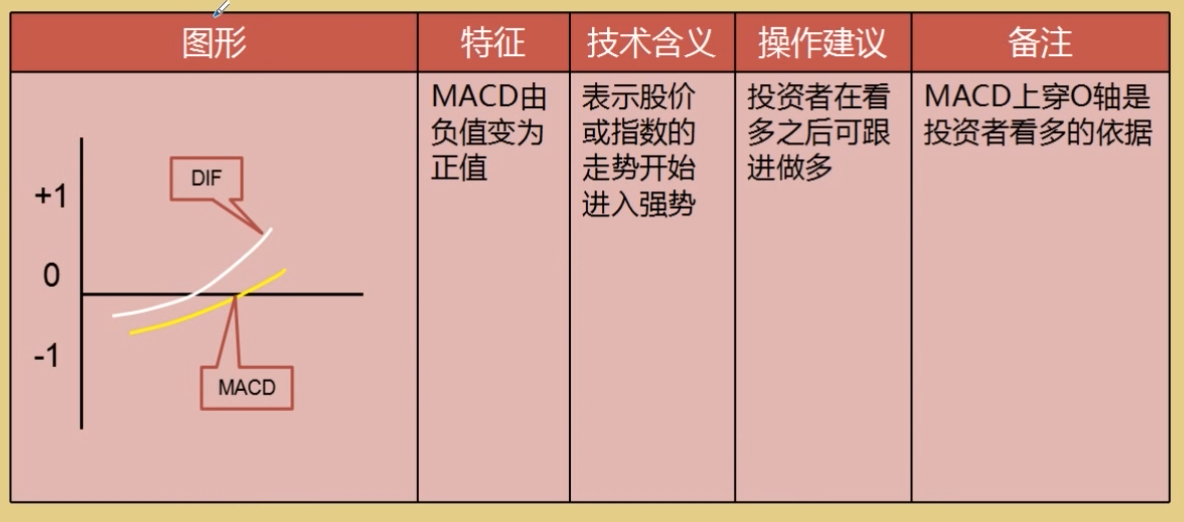 图形
特征
技术含义
操作建议
备注
+1
0
-1
DIF
MACD
MACD由
负值变为
正值
表示股价
或指数的
走势开始
进入强势
投资者在看
多之后可跟
进做多
MACD上穿O轴是
投资者看多的依据